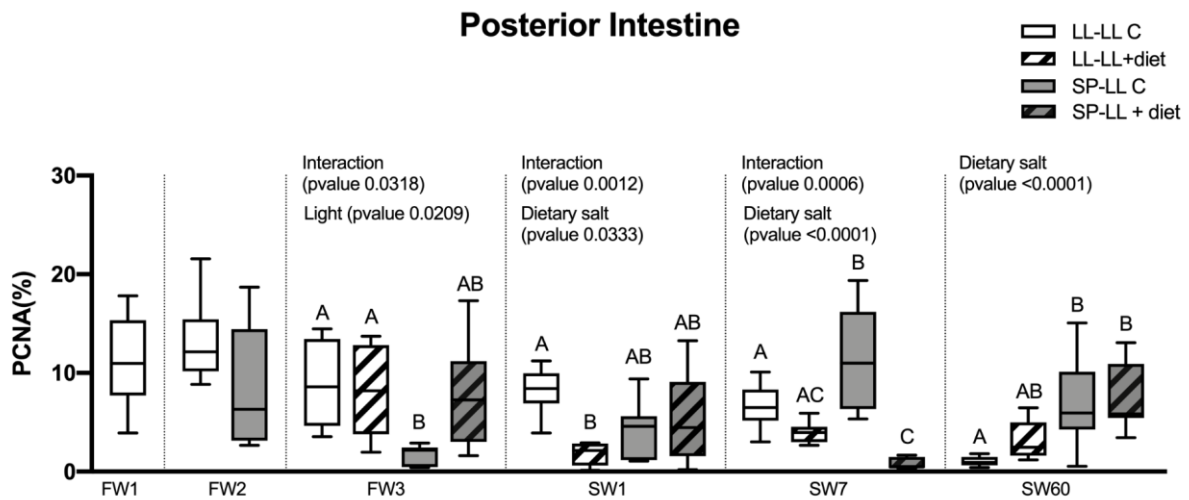 Posterior Intestine
LL-LL C
LL-LL+diet
SP-LL C
SP-LL + diet
Interaction
(pvalue 0.0318)
Light (pvalue 0.0209)
Interaction
(pvalue 0.0012)
Dietary salt
(pvalue 0.0333)
Interaction
(pvalue 0.0006)
Dietary salt
(pvalue <0.0001)
Dietary salt
(pvalue <0.0001)
PCNA(%)
30
20
10
0
A
A
B
AB
A
B
AB
AB
A
AC
B
C
A
AB
B
B
FW1
FW2
FW3
SW1
SW7
SW60